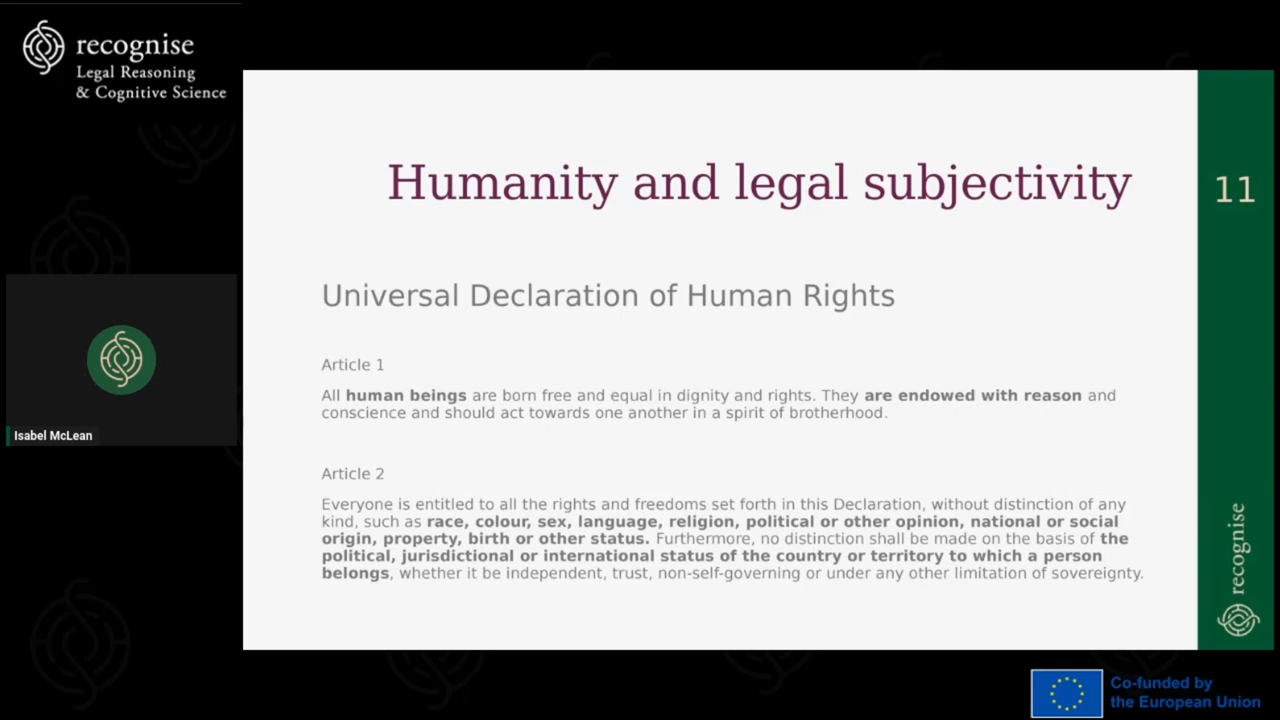 recognise
Legal Reasoning
& Cognitive Science
Humanity and legal subjectivity
11
Universal Declaration of Human Rights
Article 1
All human beings are born free and equal in dignity and rights. They are endowed with reason and
conscience and should act towards one another in a spirit of brotherhood.
Article 2
Everyone is entitled to all the rights and freedoms set forth in this Declaration, without distinction of any
kind, such as race, colour, sex, language, religion, political or other opinion, national or social
origin, property, birth or other status. Furthermore, no distinction shall be made on the basis of the
political, jurisdictional or international status of the country or territory to which a person
belongs, whether it be independent, trust, non-self-governing or under any other limitation of sovereignty.
Isabel McLean
recognise
Co-funded by
the European Union